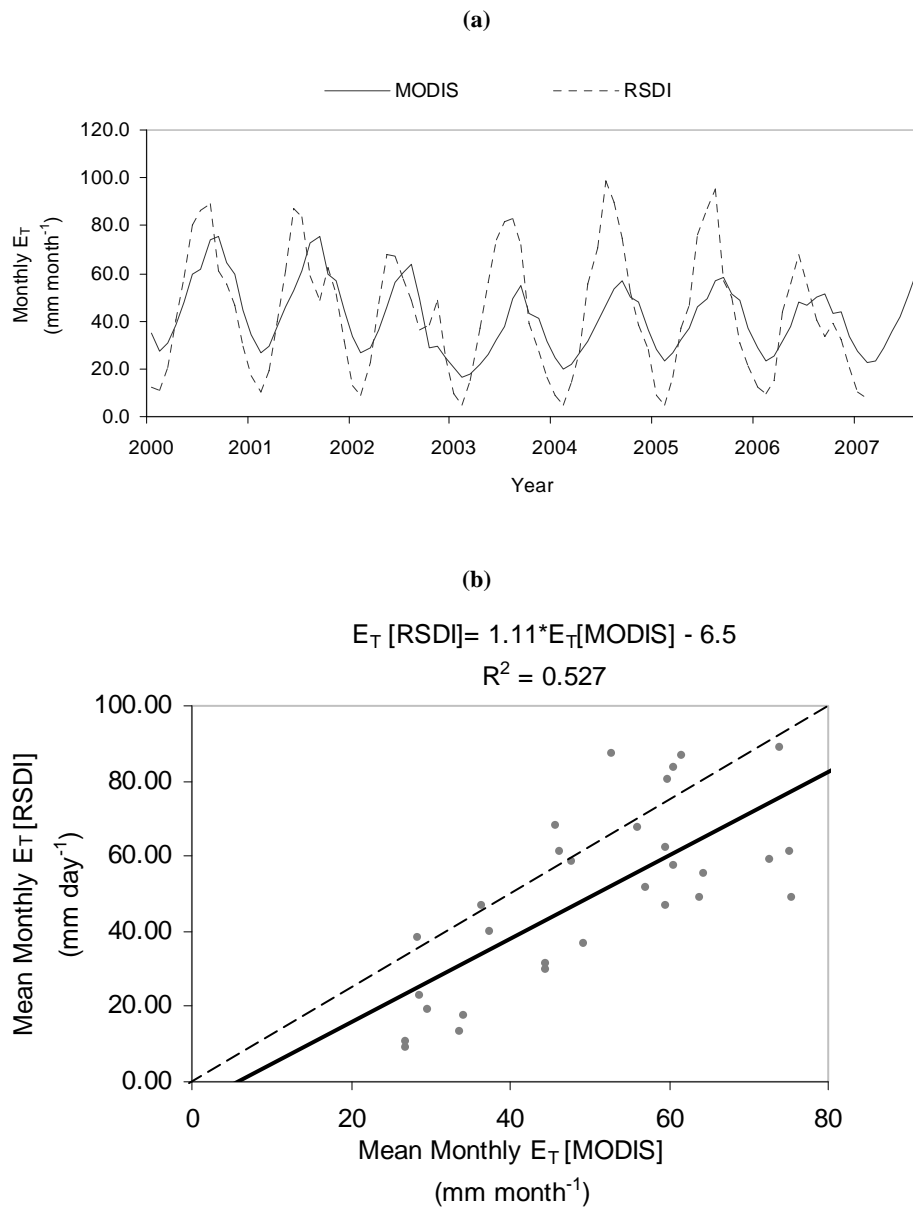 (a)
MODIS RSDI
120.0
100.0
80.0
60.0
40.0
20.0
0.0
Monthly E_T
(mm month⁻¹)
2000 2001 2002 2003 2004 2005 2006 2007
Year
(b)
E_T [RSDI]= 1.11*E_T[MODIS] - 6.5
R² = 0.527
100.00
80.00
60.00
40.00
20.00
0.00
Mean Monthly E_T [RSDI]
(mm day⁻¹)
0 20 40 60 80
Mean Monthly E_T [MODIS]
(mm month⁻¹)